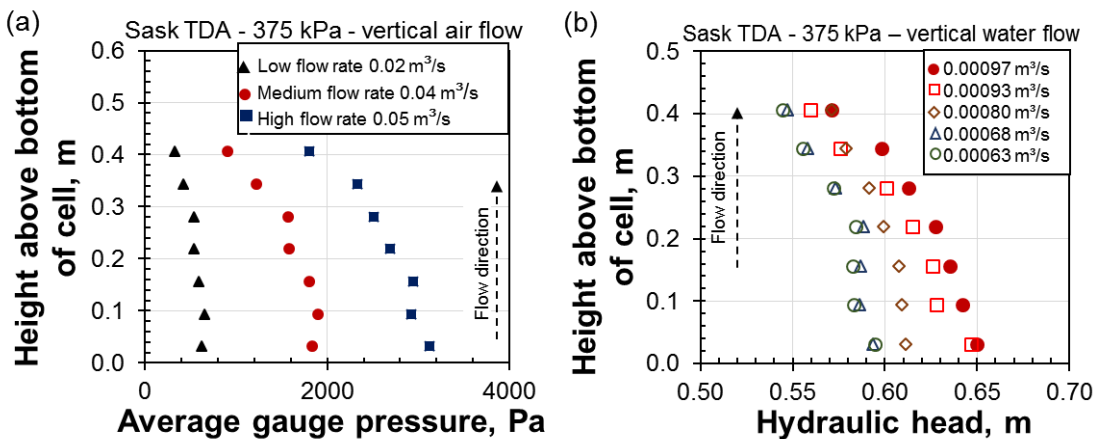 (a)
Sask TDA - 375 kPa - vertical air flow
Height above bottom
of cell, m
0.6
0.5
0.4
0.3
0.2
0.1
0.0
Low flow rate 0.02 m³/s
Medium flow rate 0.04 m³/s
High flow rate 0.05 m³/s
Flow direction
0
2000
4000
Average gauge pressure, Pa
(b)
Sask TDA - 375 kPa – vertical water flow
Height above bottom
of cell, m
0.5
0.4
0.3
0.2
0.1
0.0
Flow direction
0.00097 m³/s
0.00093 m³/s
0.00080 m³/s
0.00068 m³/s
0.00063 m³/s
0.50
0.55
0.60
0.65
0.70
Hydraulic head, m